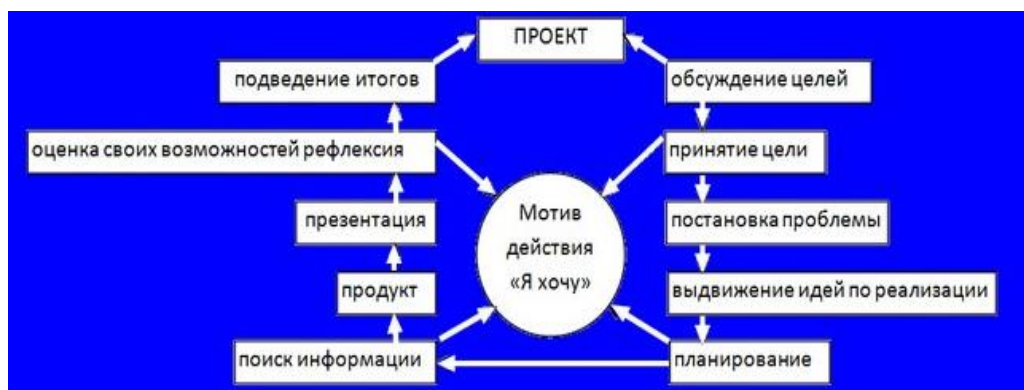 ПРОЕКТ
подведение итогов
обсуждение целей
оценка своих возможностей рефлексия
принятие цели
презентация
Мотив
действия
«Я хочу»
постановка проблемы
продукт
выдвижение идей по реализации
поиск информации
планирование